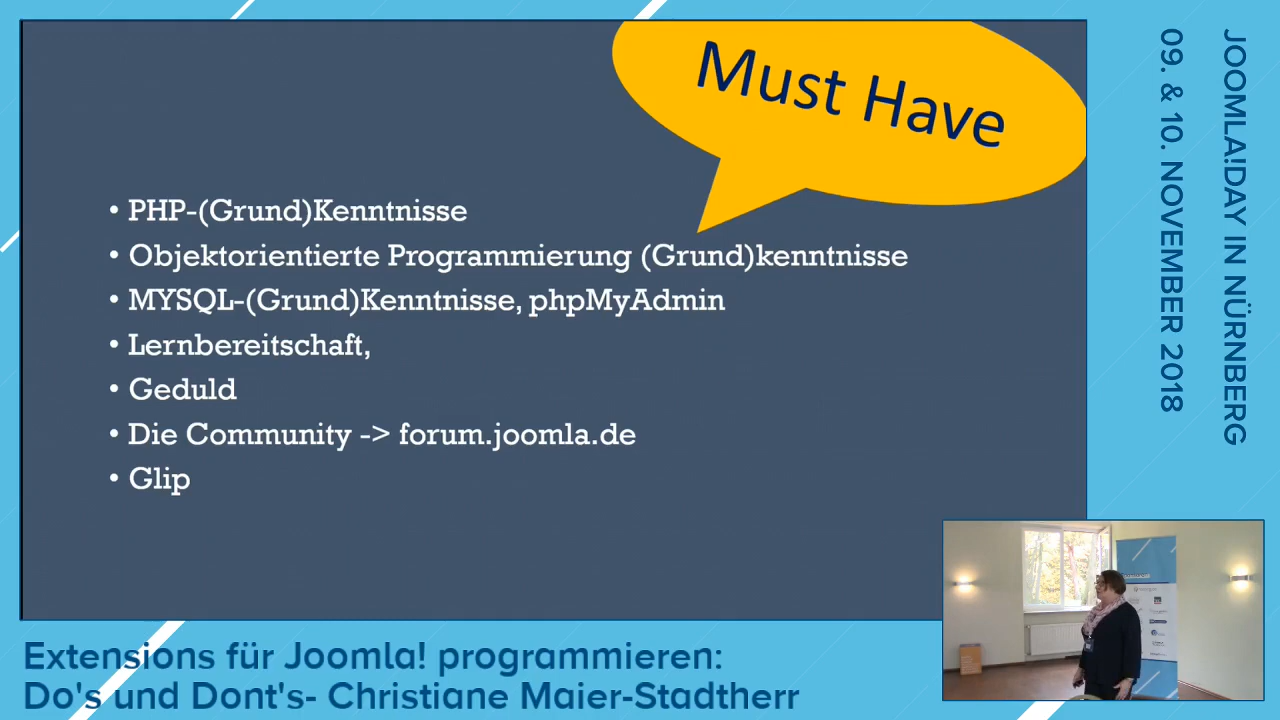 Must Have
• PHP-(Grund)Kenntnisse
• Objektorientierte Programmierung (Grund)kenntnisse
• MYSQL-(Grund)Kenntnisse, phpMyAdmin
• Lernbereitschaft,
• Geduld
• Die Community -> forum.joomla.de
• Glip
JOOMLA!DAY IN NÜRNBERG
09. & 10. NOVEMBER 2018
Extensions für Joomla! programmieren:
Do's und Dont's- Christiane Maier-Stadtherr